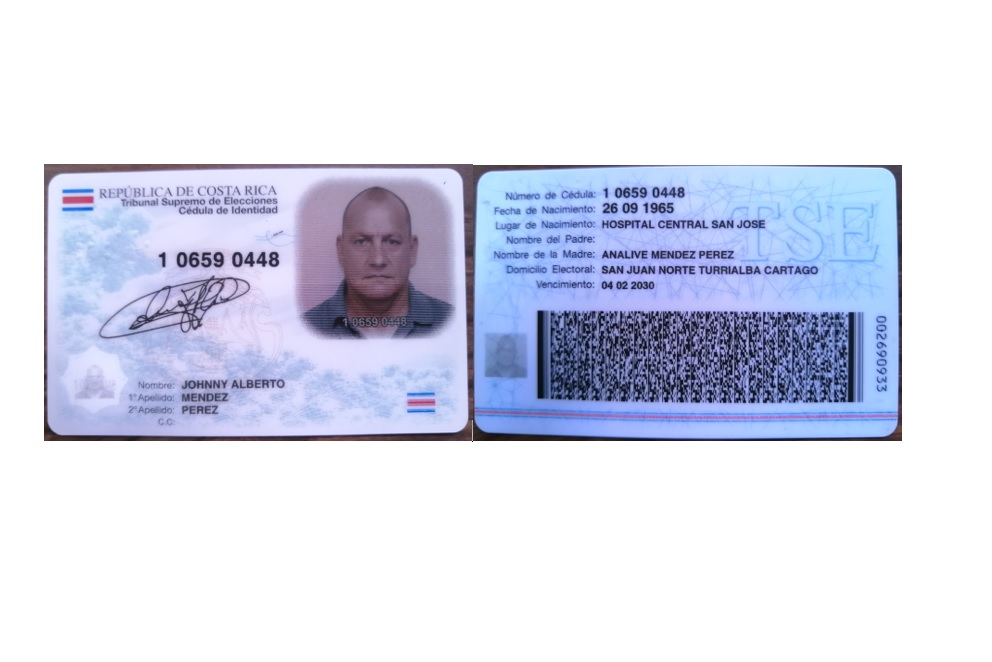 REPÚBLICA DE COSTA RICA
Tribunal Supremo de Elecciones
Cédula de Identidad
1 0659 0448
1 0659 0448
Nombre: JOHNNY ALBERTO
1°Apellido: MENDEZ
2°Apellido: PEREZ
C.C:
Número de Cédula: 1 0659 0448
Fecha de Nacimiento: 26 09 1965
Lugar de Nacimiento: HOSPITAL CENTRAL SAN JOSE
Nombre del Padre:
Nombre de la Madre: ANALIVE MENDEZ PEREZ
Domicilio Electoral: SAN JUAN NORTE TURRIALBA CARTAGO
Vencimiento: 04 02 2030
TSE
002690933